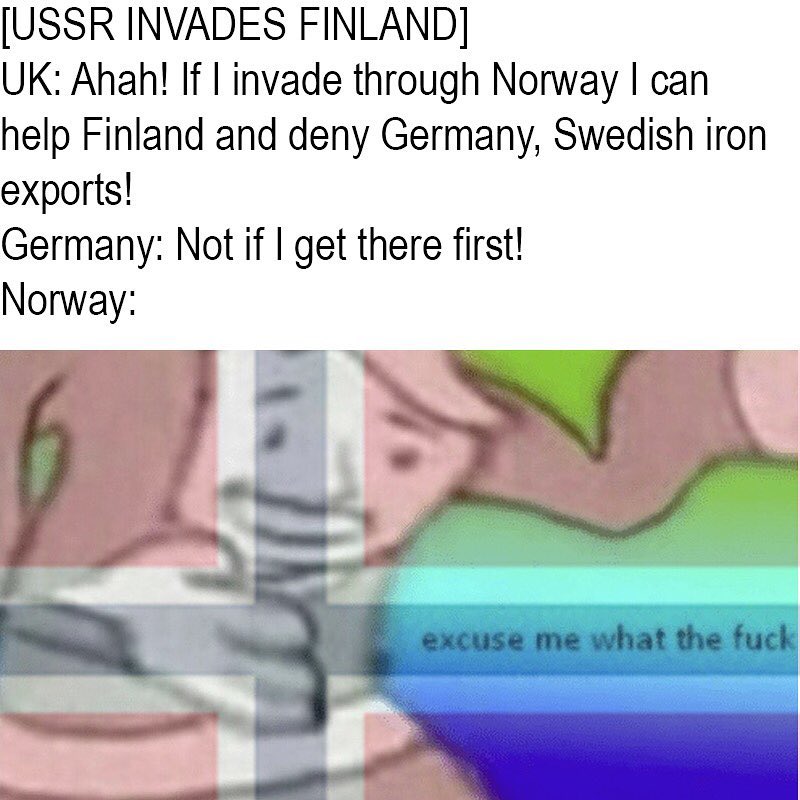 [USSR INVADES FINLAND]
UK: Ahah! If I invade through Norway I can
help Finland and deny Germany, Swedish iron
exports!
Germany: Not if I get there first!
Norway:
excuse me what the fuck